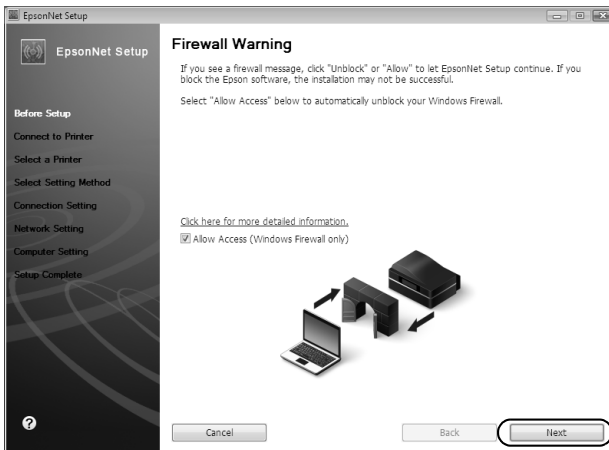 EpsonNet Setup
EpsonNet Setup
Before Setup
Connect to Printer
Select a Printer
Select Setting Method
Connection Setting
Network Setting
Computer Setting
Setup Complete
?
Firewall Warning
If you see a firewall message, click "Unblock" or "Allow" to let EpsonNet Setup continue. If you
block the Epson software, the installation may not be successful.
Select "Allow Access" below to automatically unblock your Windows Firewall.
Click here for more detailed information.
Allow Access (Windows Firewall only)
Cancel
Back
Next